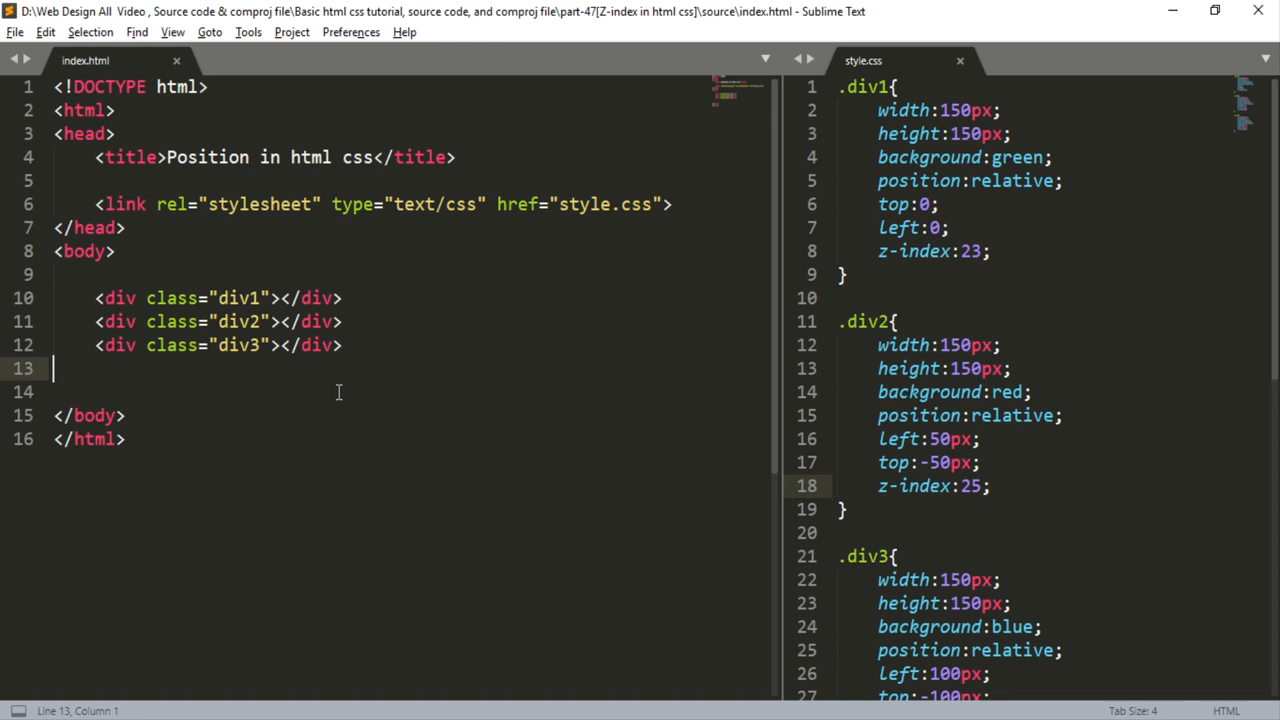 D:\Web Design All  Video , Source code & comproj file\Basic html css tutorial, source code, and comproj file\part-47[Z-index in html css]\source\index.html - Sublime Text
File Edit Selection Find View Goto Tools Project Preferences Help
index.html
1 <!DOCTYPE html>
2 <html>
3 <head>
4     <title>Position in html css</title>
5
6     <link rel="stylesheet" type="text/css" href="style.css">
7 </head>
8 <body>
9
10     <div class="div1"></div>
11     <div class="div2"></div>
12     <div class="div3"></div>
13
14
15 </body>
16 </html>
style.css
1 .div1{
2     width:150px;
3     height:150px;
4     background:green;
5     position:relative;
6     top:0;
7     left:0;
8     z-index:23;
9 }
10
11 .div2{
12     width:150px;
13     height:150px;
14     background:red;
15     position:relative;
16     left:50px;
17     top:-50px;
18     z-index:25;
19 }
20
21 .div3{
22     width:150px;
23     height:150px;
24     background:blue;
25     position:relative;
26     left:100px;
27     top:-100px;
Line 13, Column 1
Tab Size: 4 HTML